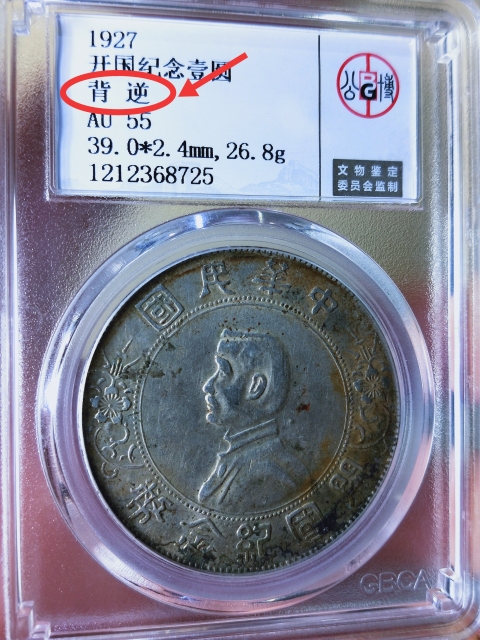 1927
开国纪念壹圆
背 逆
AU 55
39.0*2.4mm,26.8g
1212368725
公博
文物鉴定
委员会监制
中華民國
開國紀念幣
GBCA